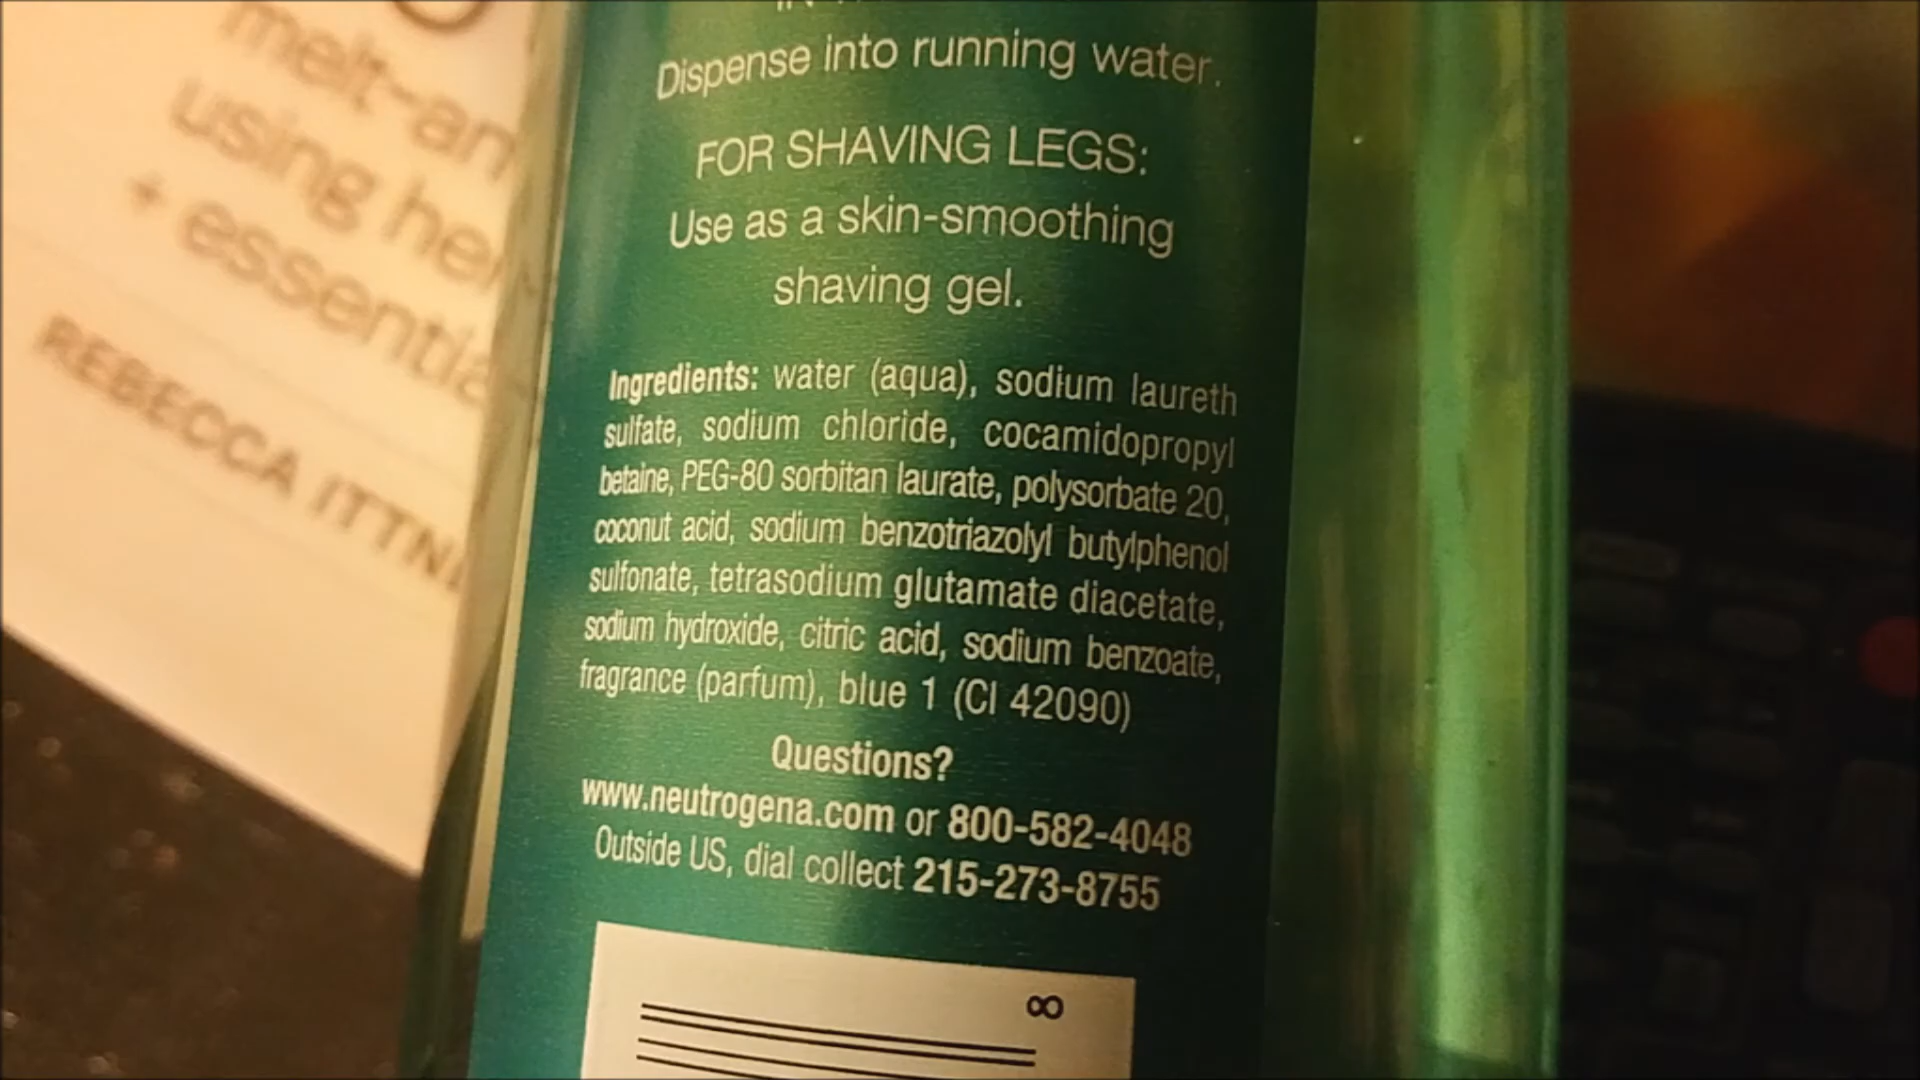 melt-an
using he
+ essentia
REBECCA ITTN
Dispense into running water.
FOR SHAVING LEGS:
Use as a skin-smoothing
shaving gel.
Ingredients: water (aqua), sodium laureth
sulfate, sodium chloride, cocamidopropyl
betaine, PEG-80 sorbitan laurate, polysorbate 20,
coconut acid, sodium benzotriazolyl butylphenol
sulfonate, tetrasodium glutamate diacetate,
sodium hydroxide, citric acid, sodium benzoate,
fragrance (parfum), blue 1 (CI 42090)
Questions?
www.neutrogena.com or 800-582-4048
Outside US, dial collect 215-273-8755
8